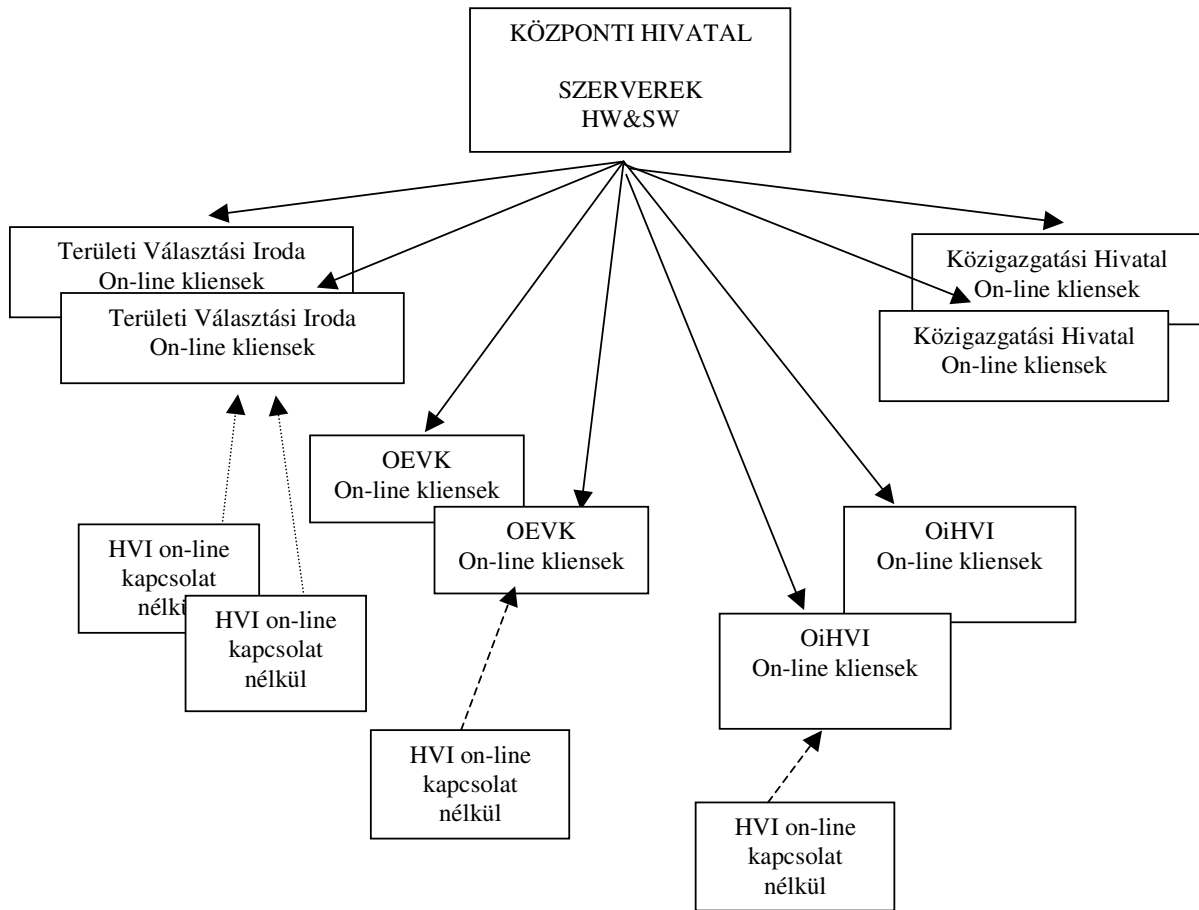 KÖZPONTI HIVATAL
SZERVEREK
HW&SW
Területi Választási Iroda
On-line kliensek
Területi Választási Iroda
On-line kliensek
Közigazgatási Hivatal
On-line kliensek
Közigazgatási Hivatal
On-line kliensek
OEVK
On-line kliensek
OEVK
On-line kliensek
OiHVI
On-line kliensek
OiHVI
On-line kliensek
HVI on-line
kapcsolat
nélkül
HVI on-line
kapcsolat
nélkül
HVI on-line
kapcsolat
nélkül
HVI on-line
kapcsolat
nélkül